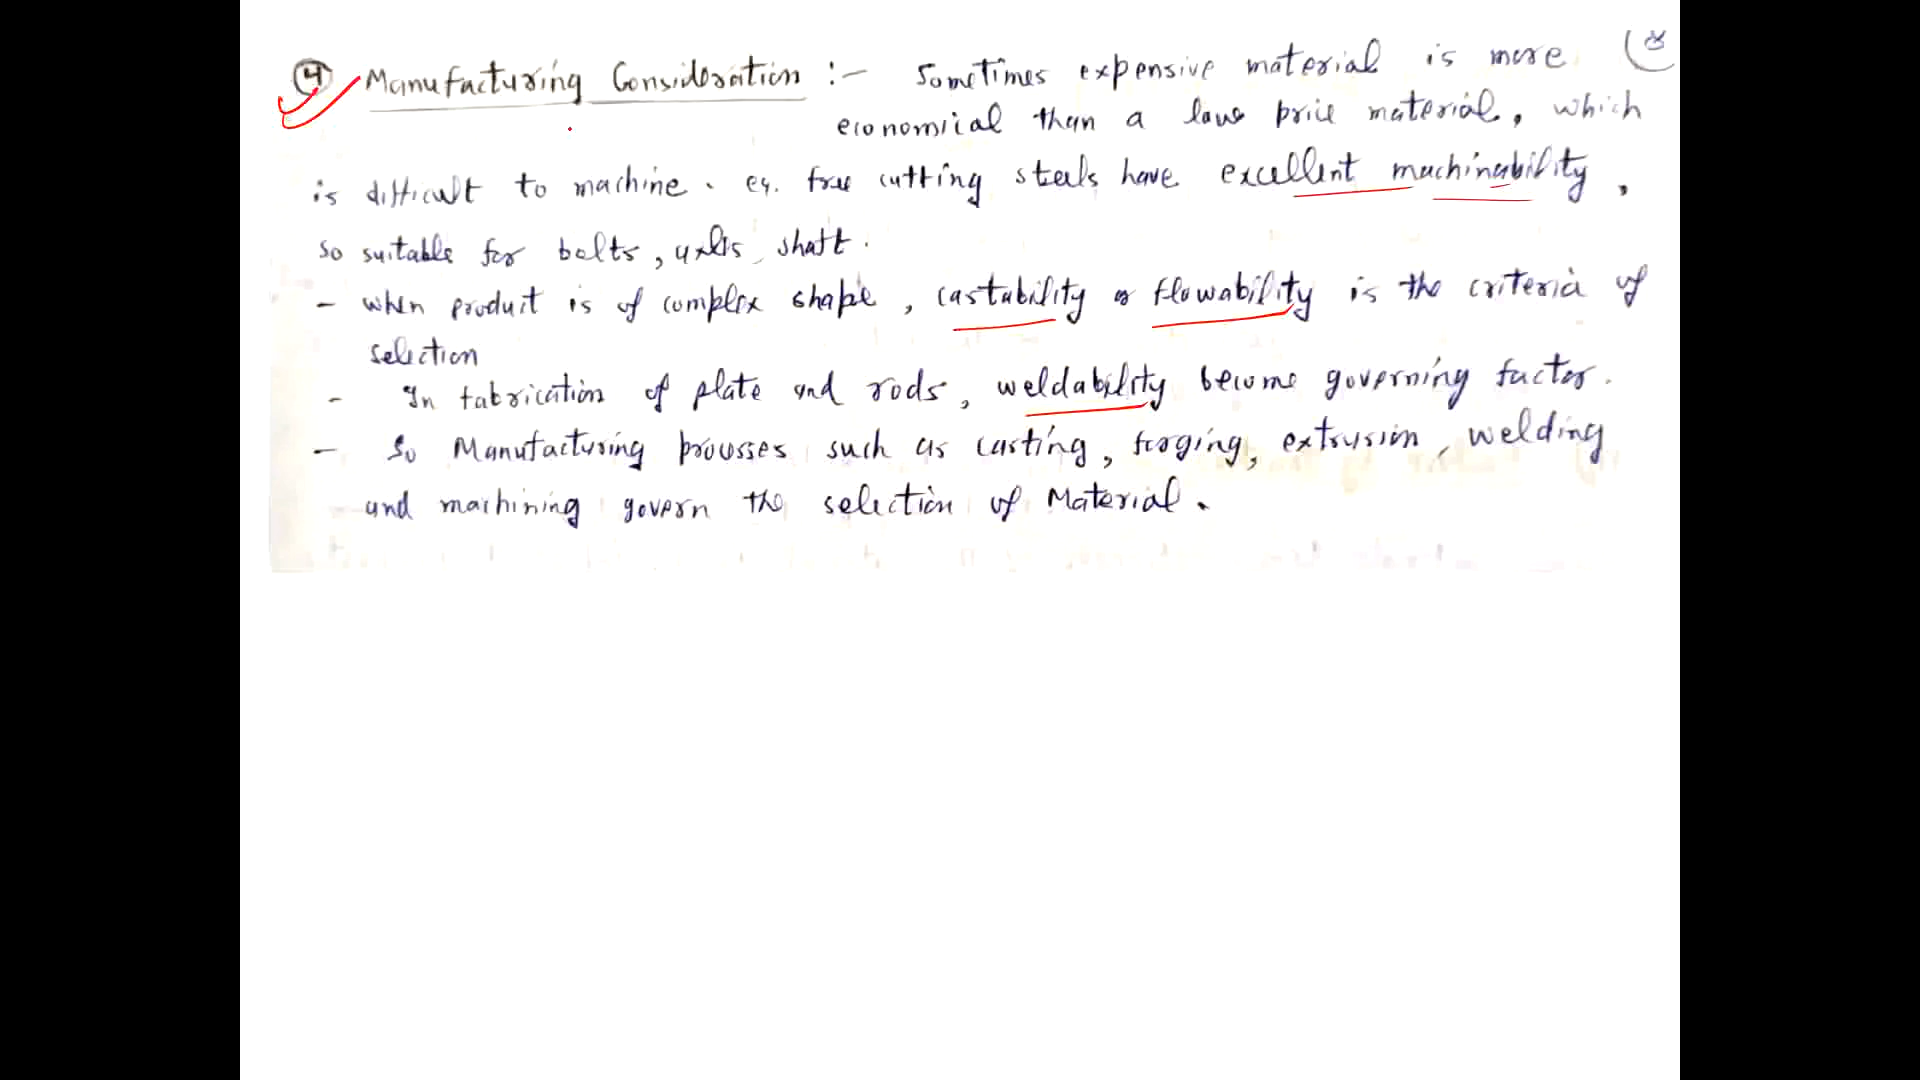 ④ Manufacturing Consideration :- Sometimes expensive material is more
economical than a low price material, which
is difficult to machine. eg. free cutting steels have excellent machinability,
so suitable for bolts, axles, shaft.
- when product is of complex shape, castability or flowability is the criteria of
selection
- In fabrication of plate and rods, weldability become governing factor.
- So Manufacturing processes such as casting, forging, extrusion, welding
and machining govern the selection of Material.